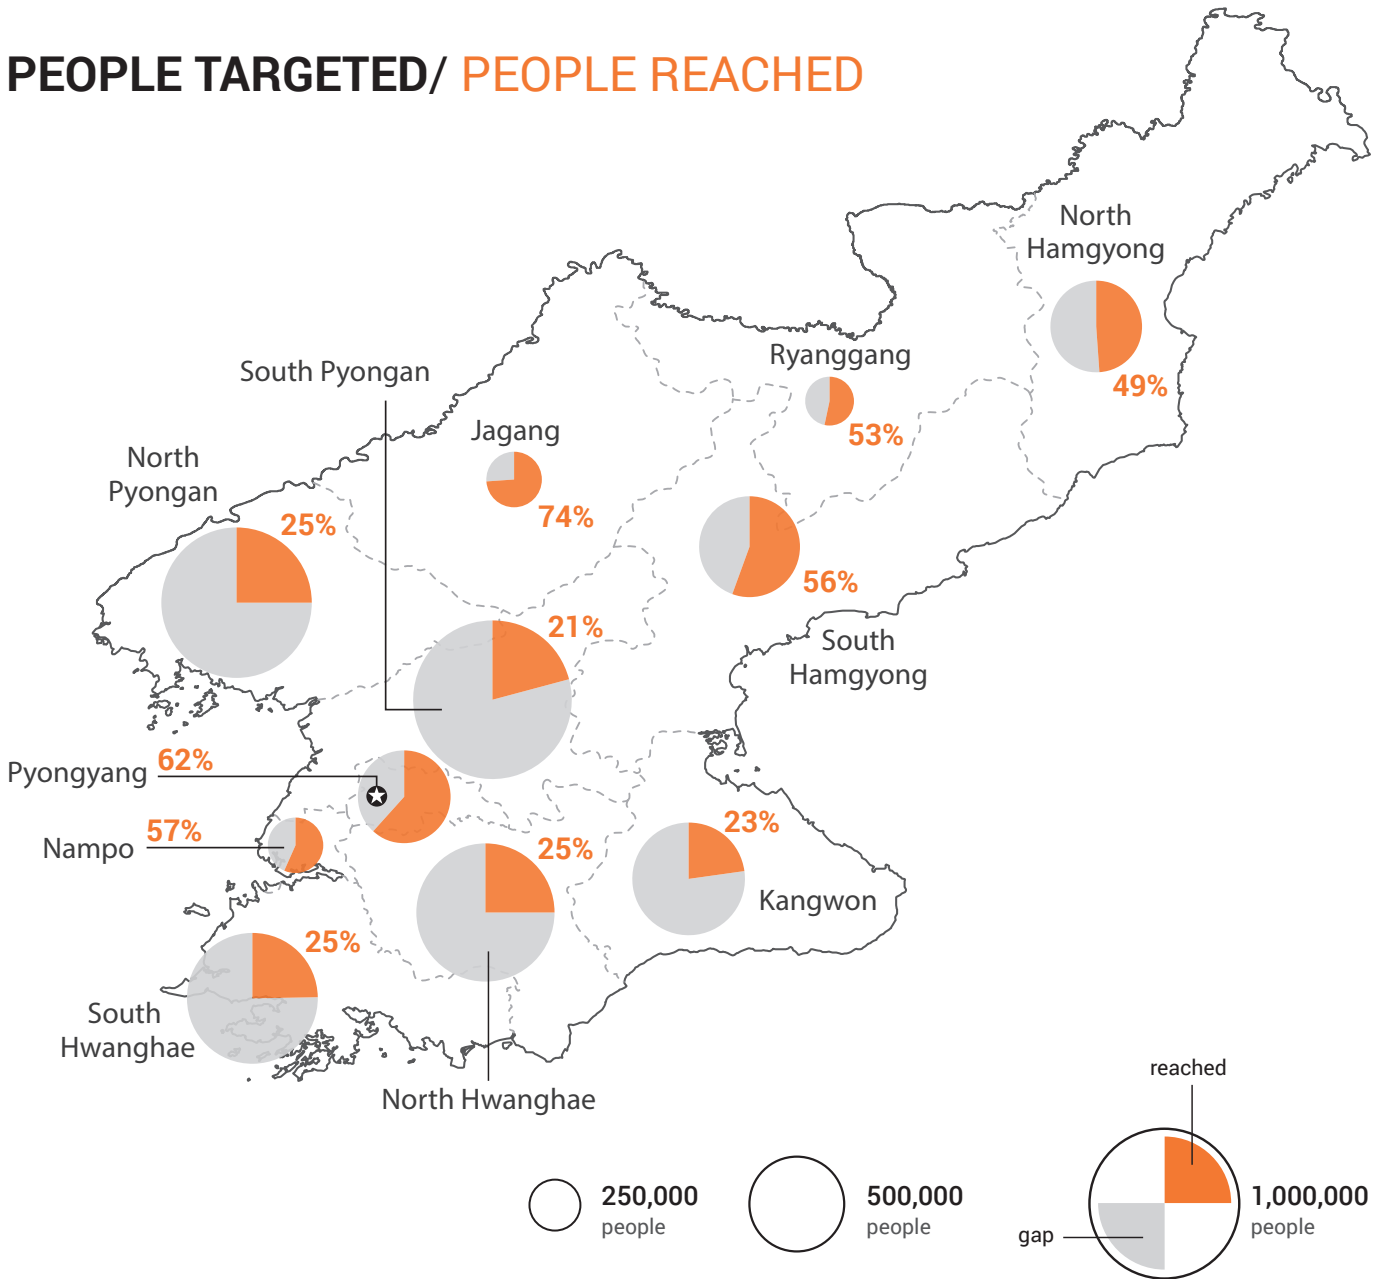 PEOPLE TARGETED/ PEOPLE REACHED
North
Hamgyong
49%
Ryanggang
53%
South Pyongan
Jagang
74%
North
Pyongan
25%
56%
South
Hamgyong
21%
Pyongyang
62%
Nampo
57%
25%
23%
Kangwon
25%
South
Hwanghae
North Hwanghae
reached
250,000
people
500,000
people
1,000,000
people
gap